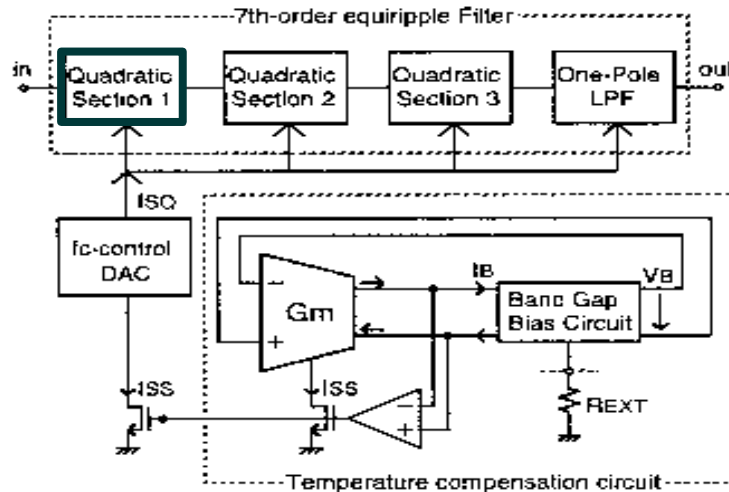 7th-order equiripple Filter
in
Quadratic
Section 1
Quadratic
Section 2
Quadratic
Section 3
One-Pole
LPF
out
ISQ
fc-control
DAC
Gm
IB
Band Gap
Bias Circuit
VB
ISS
ISS
REXT
Temperature compensation circuit